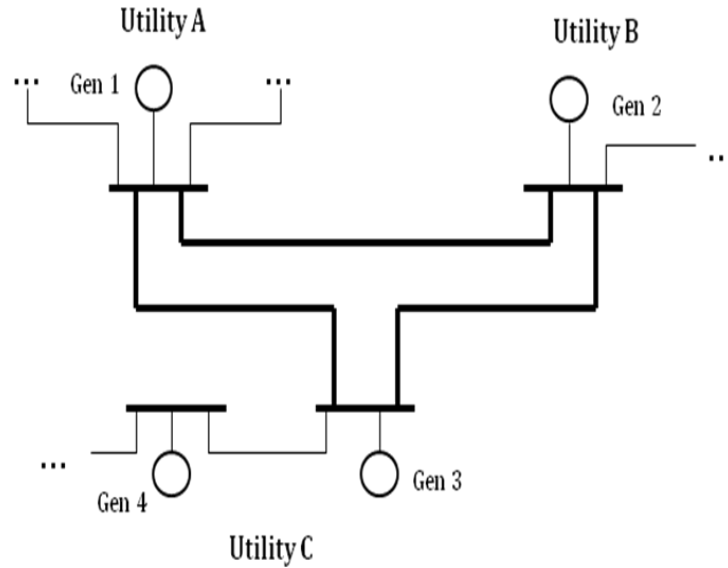 Utility A
Utility B
... Gen 1 ...
Gen 2
..
...
Gen 4
Gen 3
Utility C